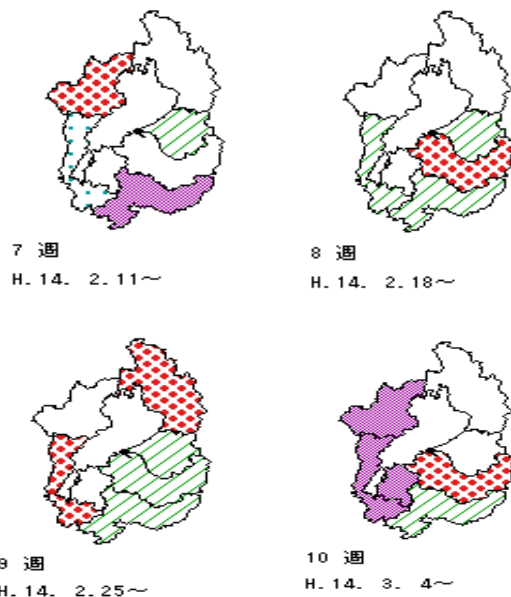 7 週
H. 14. 2. 11～
8 週
H. 14. 2. 18～
9 週
H. 14. 2. 25～
10 週
H. 14. 3. 4～